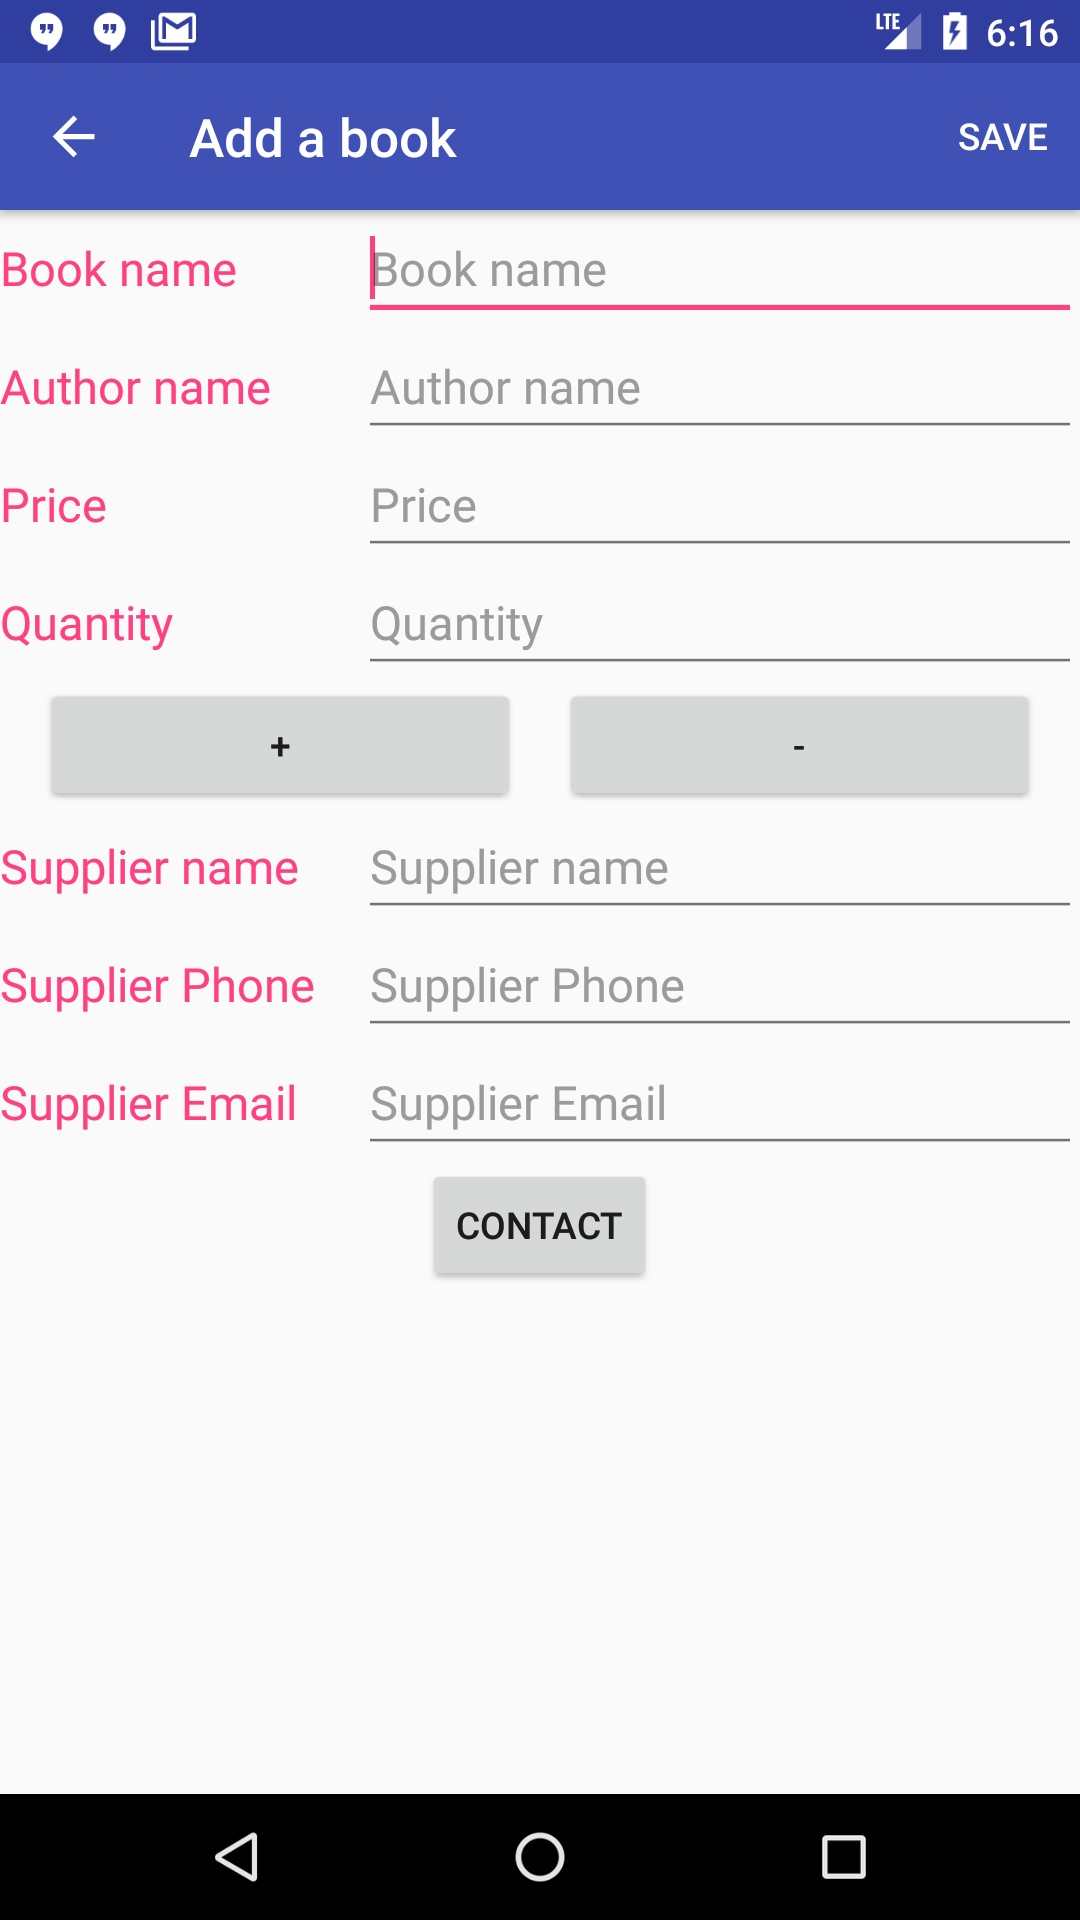 LTE 6:16
Add a book SAVE
Book name Book name
Author name Author name
Price Price
Quantity Quantity
+ -
Supplier name Supplier name
Supplier Phone Supplier Phone
Supplier Email Supplier Email
CONTACT